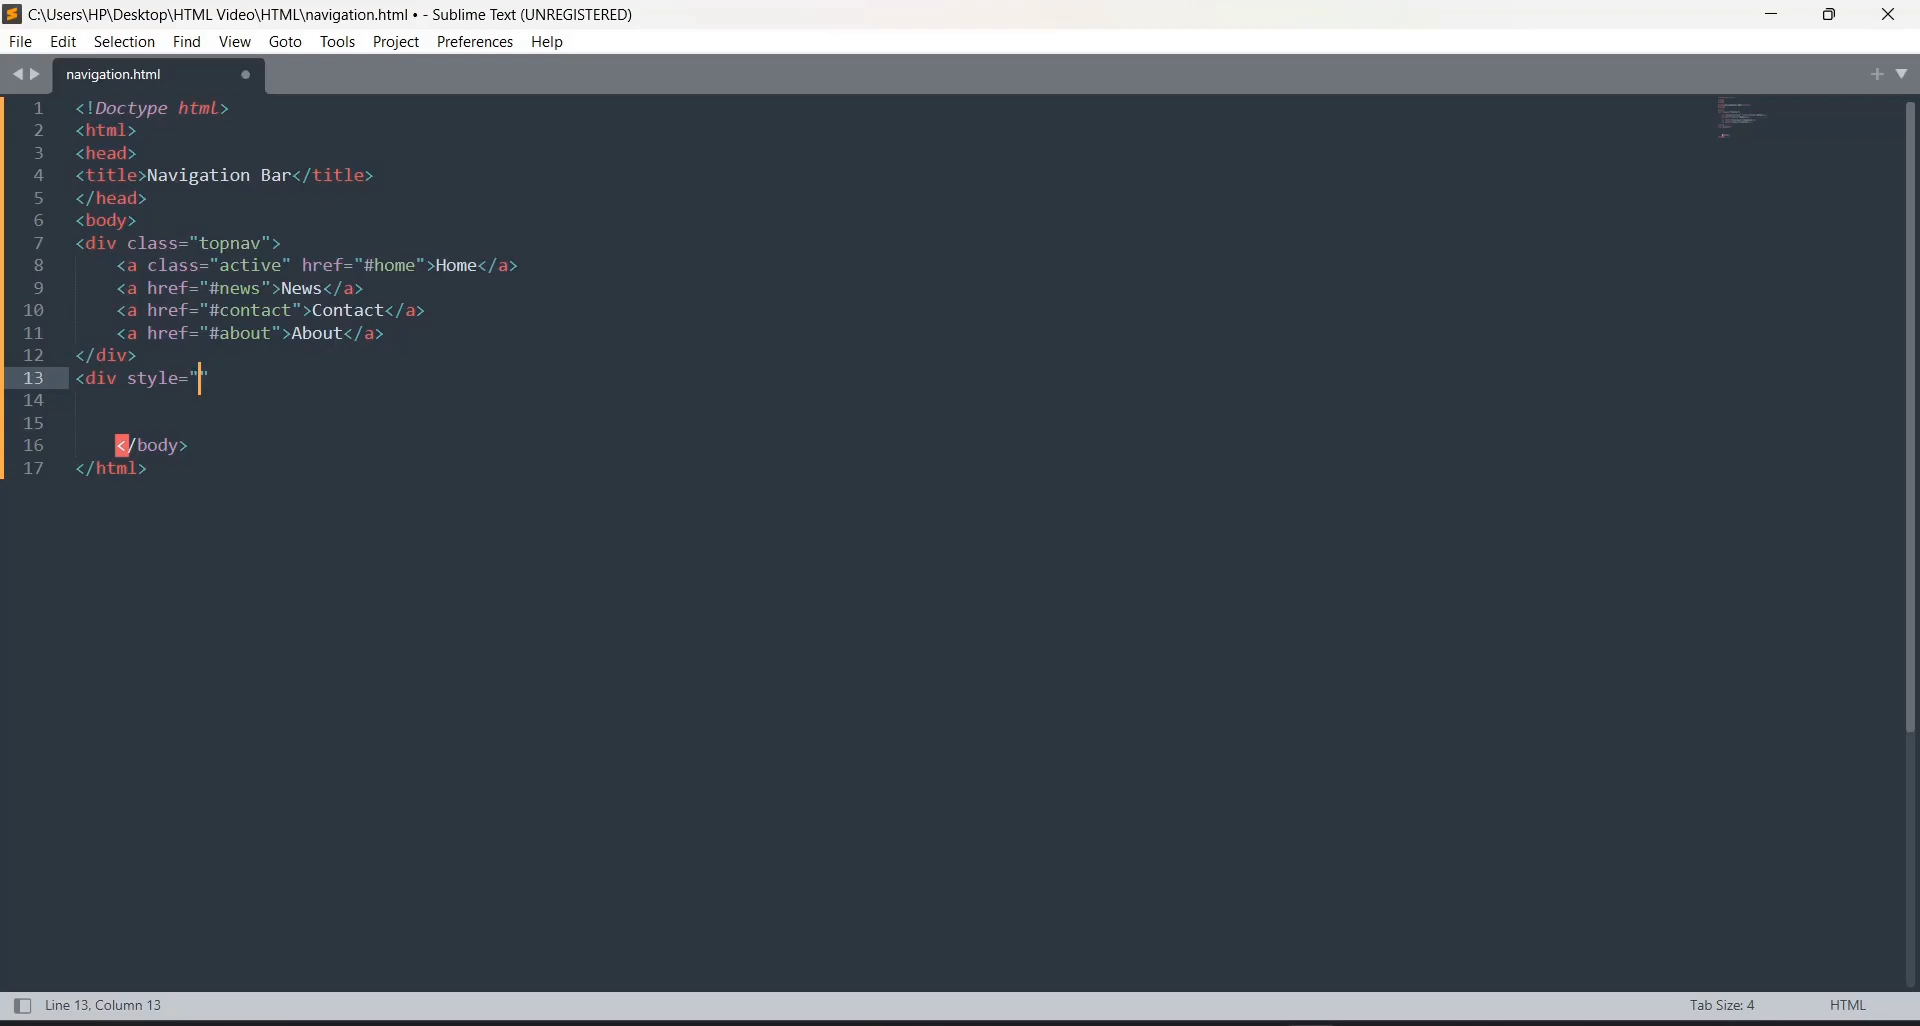 C:\Users\HP\Desktop\HTML Video\HTML\navigation.html • - Sublime Text (UNREGISTERED)
File Edit Selection Find View Goto Tools Project Preferences Help
navigation.html
1 <!Doctype html>
2 <html>
3 <head>
4 <title>Navigation Bar</title>
5 </head>
6 <body>
7 <div class="topnav">
8 <a class="active" href="#home">Home</a>
9 <a href="#news">News</a>
10 <a href="#contact">Contact</a>
11 <a href="#about">About</a>
12 </div>
13 <div style=""
14
15
16 </body>
17 </html>
Line 13, Column 13 Tab Size: 4 HTML